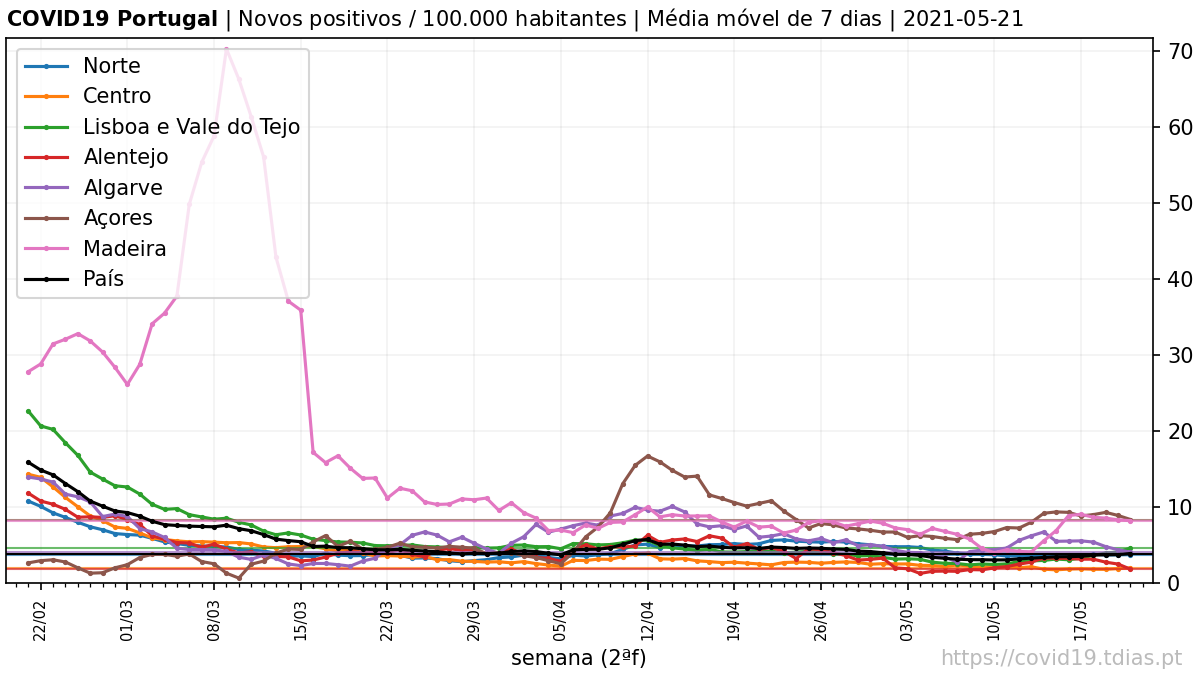 COVID19 Portugal | Novos positivos / 100.000 habitantes | Média móvel de 7 dias | 2021-05-21
Norte
Centro
Lisboa e Vale do Tejo
Alentejo
Algarve
Açores
Madeira
País
70
60
50
40
30
20
10
0
22/02
01/03
08/03
15/03
22/03
29/03
05/04
12/04
19/04
26/04
03/05
10/05
17/05
semana (2ªf)
https://covid19.tdias.pt